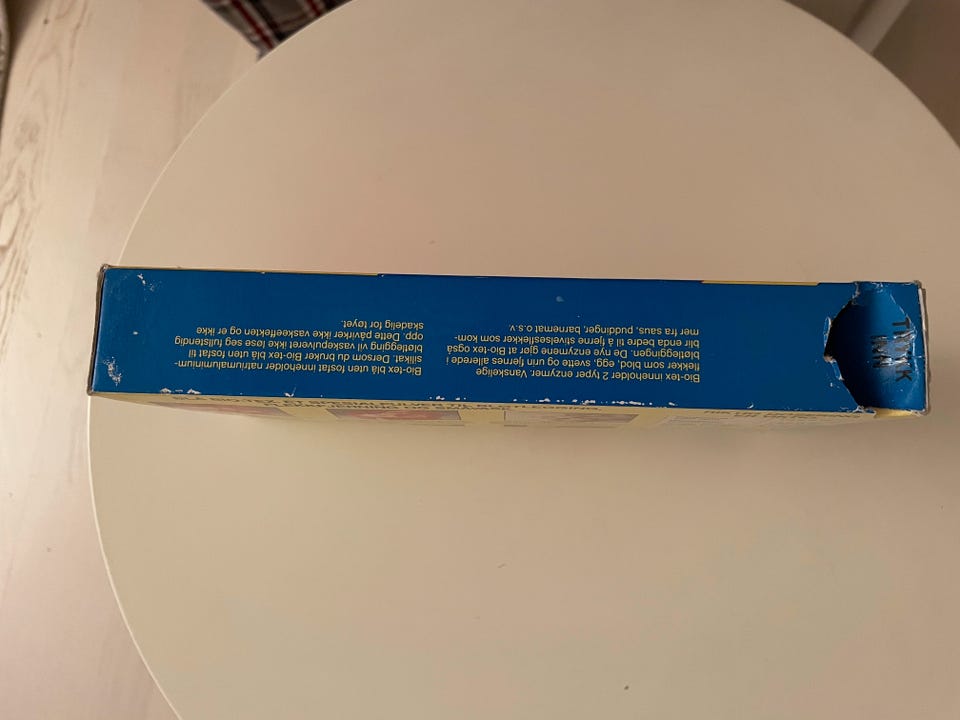 TRYKK
INN
Bio-tex inneholder 2 typer enzymer. Vanskelige
flekker som blod, egg, svette og urin fjernes allerede i
bløtleggingen. De nye enzymene gjør at Bio-tex også
blir enda bedre til å fjerne stivelsesflekker som kom-
mer fra saus, puddinger, barnemat o.s.v.
Bio-tex blå uten fosfat inneholder natriumaluminium-
silikat. Dersom du bruker Bio-tex blå uten fosfat til
bløtlegging vil vaskepulveret ikke løse seg fullstendig
opp. Dette påvirker ikke vaskeeffekten og er ikke
skadelig for tøyet.